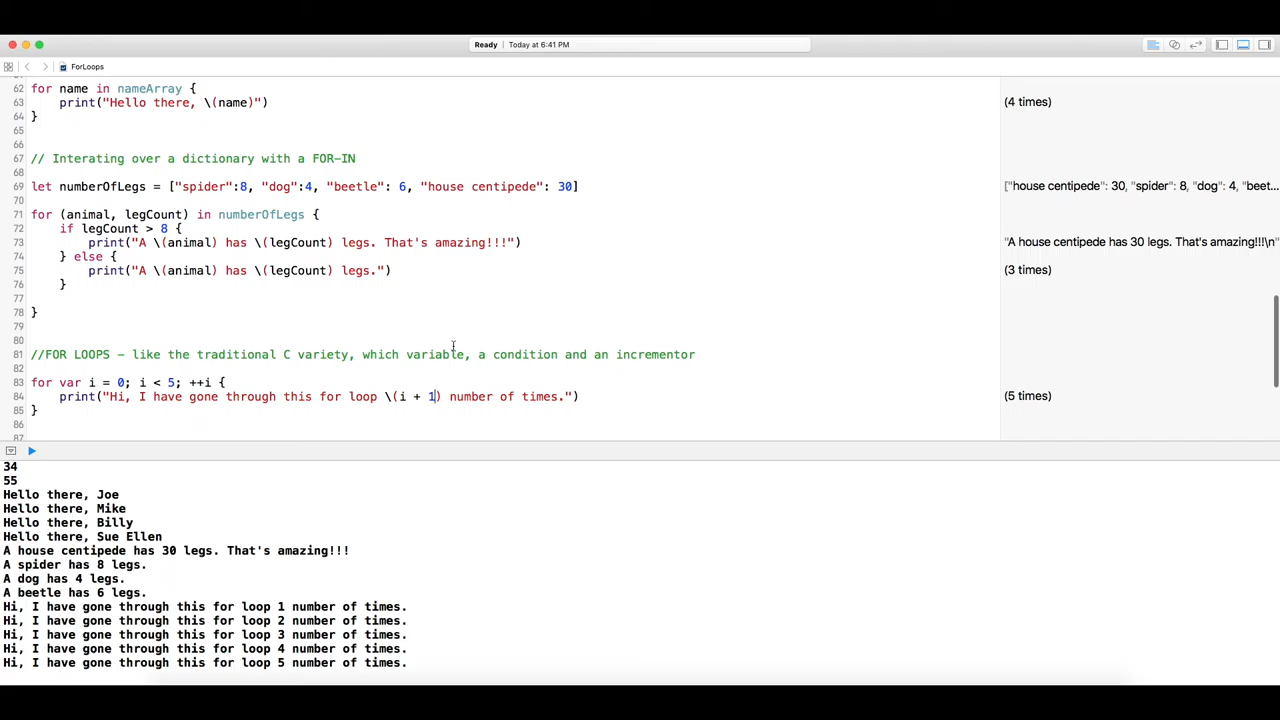 Ready | Today at 6:41 PM
ForLoops
62 for name in nameArray { 
63 print("Hello there, \(name)") (4 times)
64 }
65
66
67 // Interating over a dictionary with a FOR-IN
68
69 let numberOfLegs = ["spider":8, "dog":4, "beetle": 6, "house centipede": 30] ["house centipede": 30, "spider": 8, "dog": 4, "beet...
70
71 for (animal, legCount) in numberOfLegs {
72 if legCount > 8 {
73 print("A \(animal) has \(legCount) legs. That's amazing!!!") "A house centipede has 30 legs. That's amazing!!!\n"
74 } else {
75 print("A \(animal) has \(legCount) legs.") (3 times)
76 }
77
78 }
79
80
81 //FOR LOOPS – like the traditional C variety, which variable, a condition and an incrementor
82
83 for var i = 0; i < 5; ++i {
84 print("Hi, I have gone through this for loop \(i + 1) number of times.") (5 times)
85 }
86
87
34
55
Hello there, Joe
Hello there, Mike
Hello there, Billy
Hello there, Sue Ellen
A house centipede has 30 legs. That's amazing!!!
A spider has 8 legs.
A dog has 4 legs.
A beetle has 6 legs.
Hi, I have gone through this for loop 1 number of times.
Hi, I have gone through this for loop 2 number of times.
Hi, I have gone through this for loop 3 number of times.
Hi, I have gone through this for loop 4 number of times.
Hi, I have gone through this for loop 5 number of times.